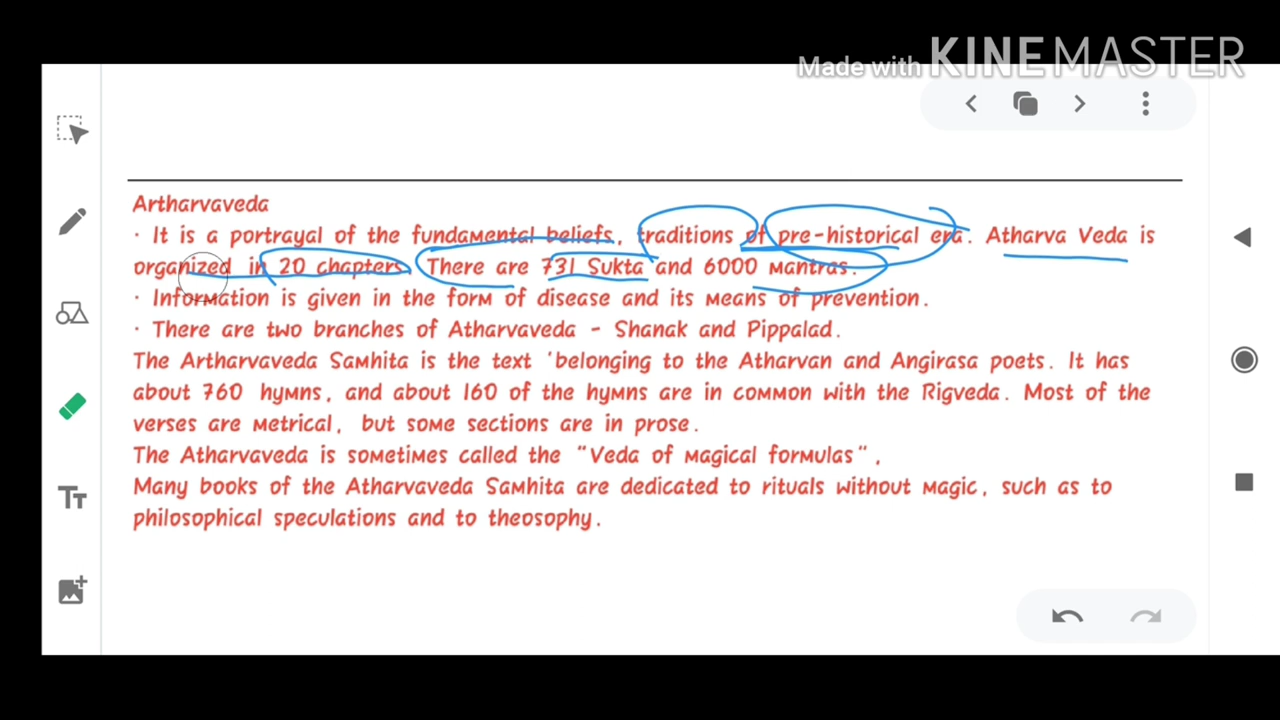 Made with KINEMASTER
Artharvaveda
· It is a portrayal of the fundamental beliefs, traditions of pre-historical era. Atharva Veda is
organized in 20 chapters. There are 731 Sukta and 6000 mantras.
· Information is given in the form of disease and its means of prevention.
· There are two branches of Atharvaveda - Shanak and Pippalad.
The Artharvaveda Samhita is the text 'belonging to the Atharvan and Angirasa poets. It has
about 760 hymns, and about 160 of the hymns are in common with the Rigveda. Most of the
verses are metrical, but some sections are in prose.
The Atharvaveda is sometimes called the "Veda of magical formulas",
Many books of the Atharvaveda Samhita are dedicated to rituals without magic, such as to
philosophical speculations and to theosophy.
TT